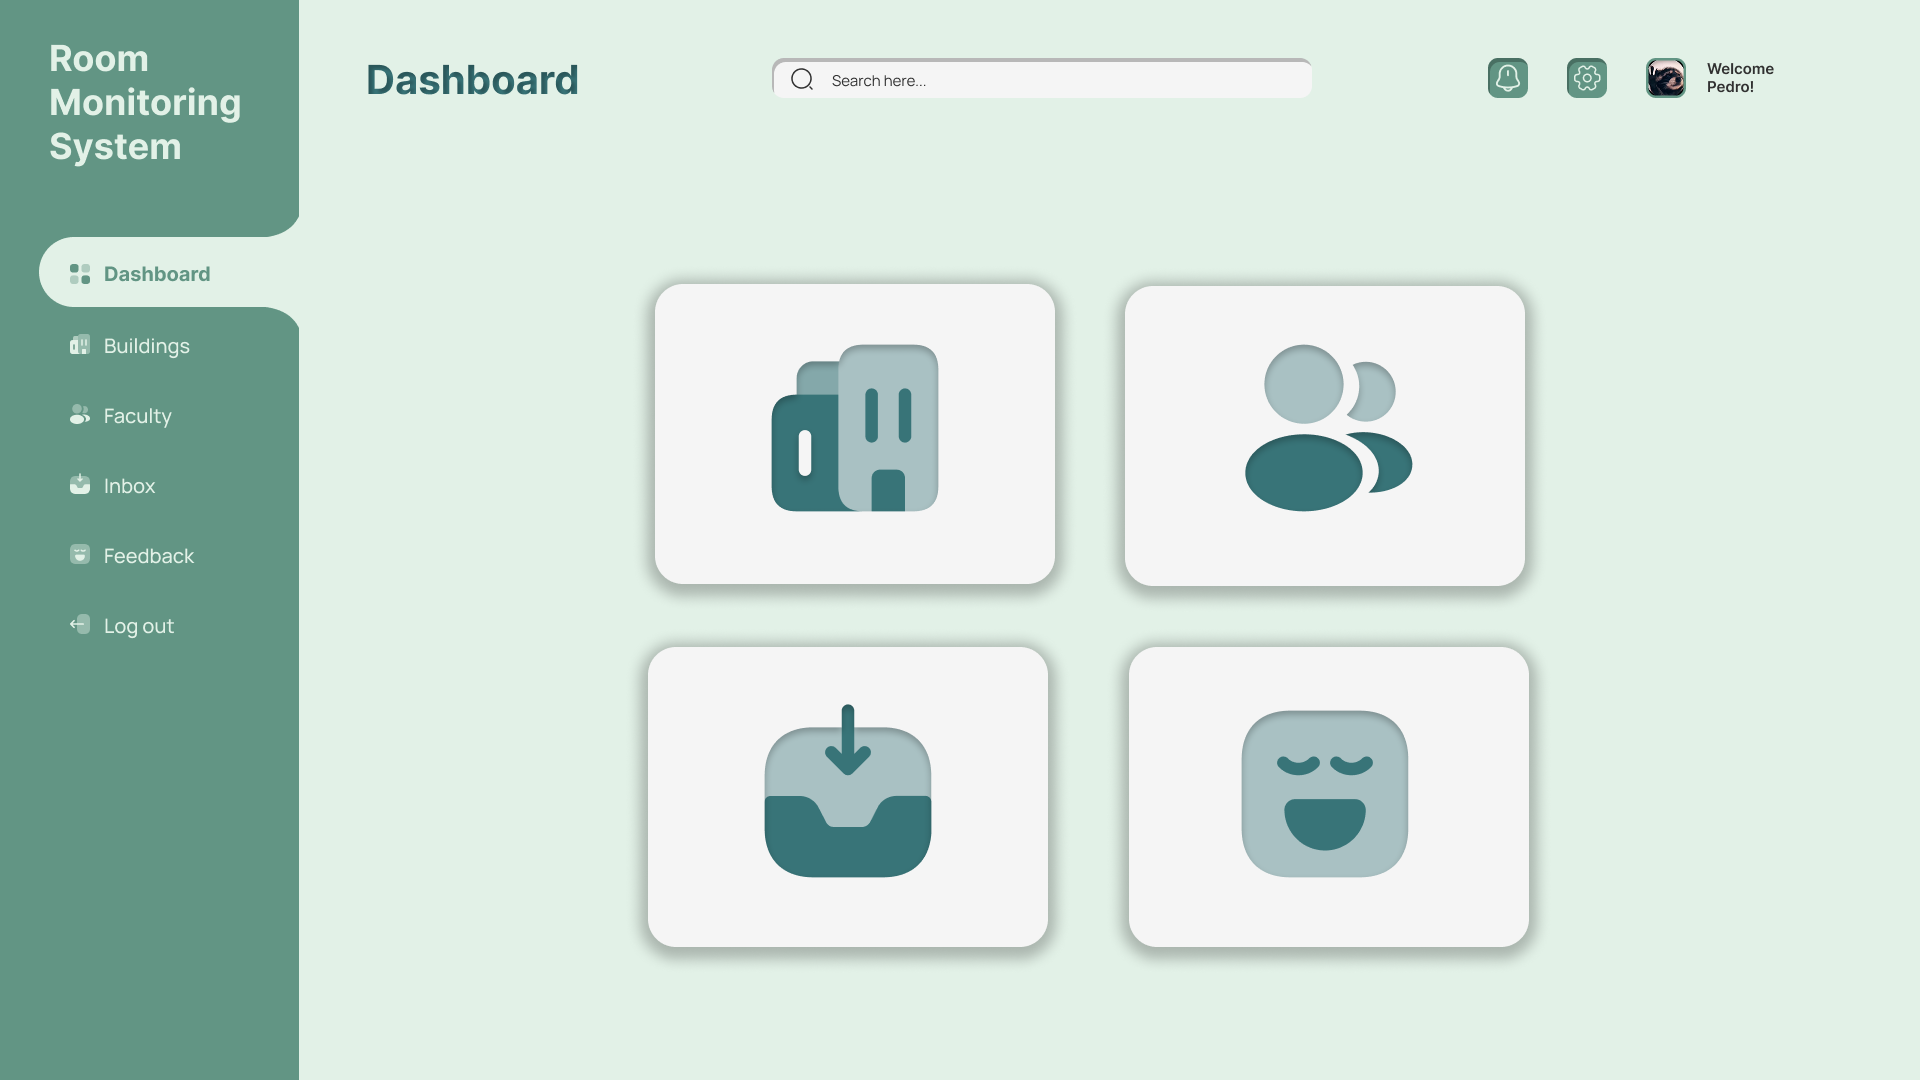 Room
Monitoring
System
Dashboard
Search here...
Welcome
Pedro!
Dashboard
Buildings
Faculty
Inbox
Feedback
Log out